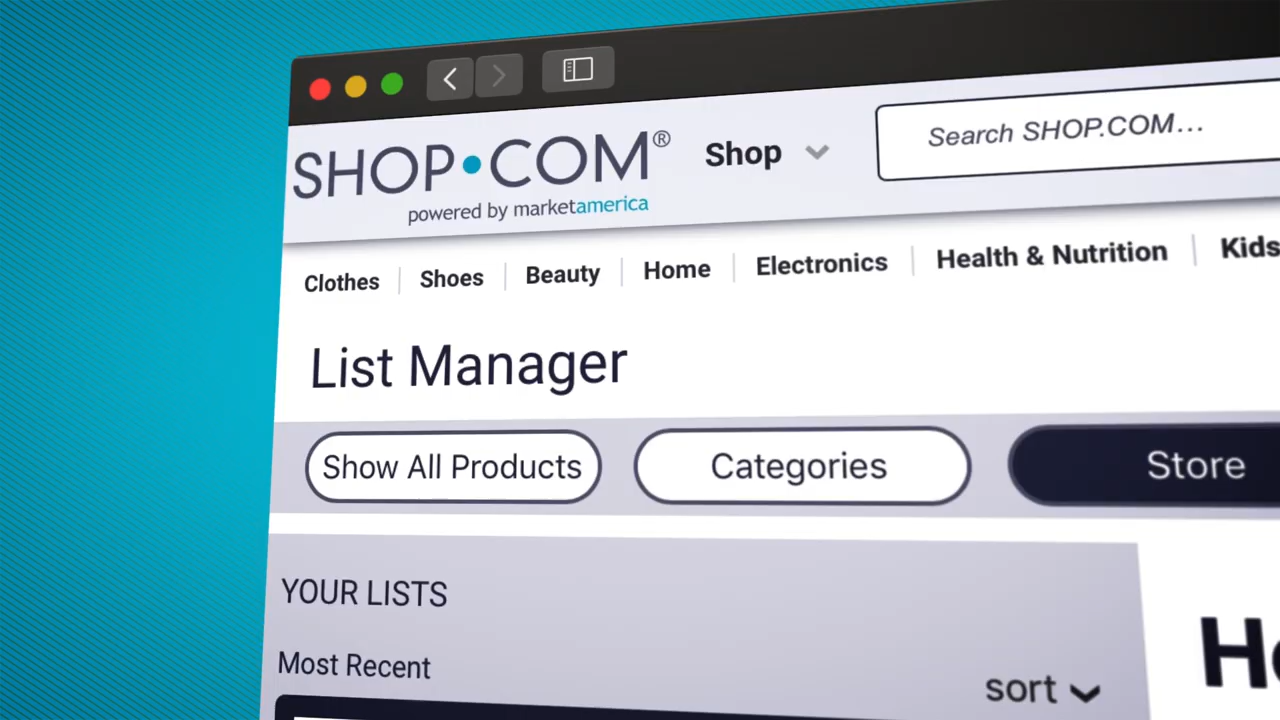 SHOP•COM®
powered by marketamerica
Shop
Search SHOP.COM...
Clothes
Shoes
Beauty
Home
Electronics
Health & Nutrition
Kids
List Manager
Show All Products
Categories
Store
YOUR LISTS
Most Recent
sort